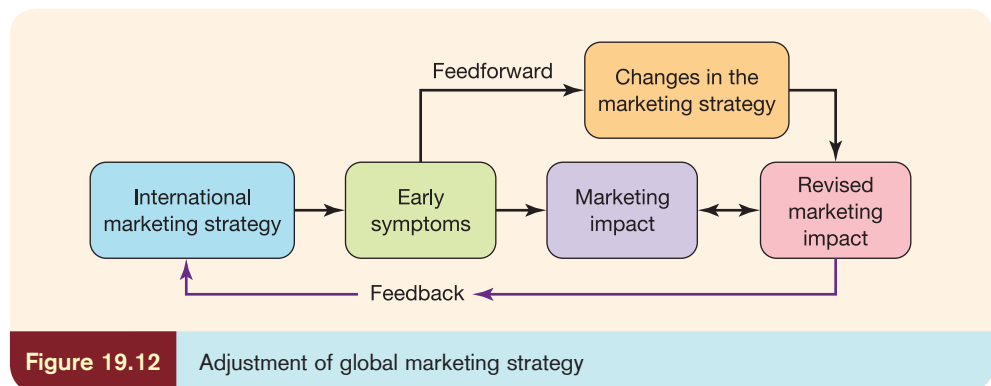 Feedforward
Changes in the
marketing strategy
International
marketing strategy
Early
symptoms
Marketing
impact
Revised
marketing
impact
Feedback
Figure 19.12
Adjustment of global marketing strategy